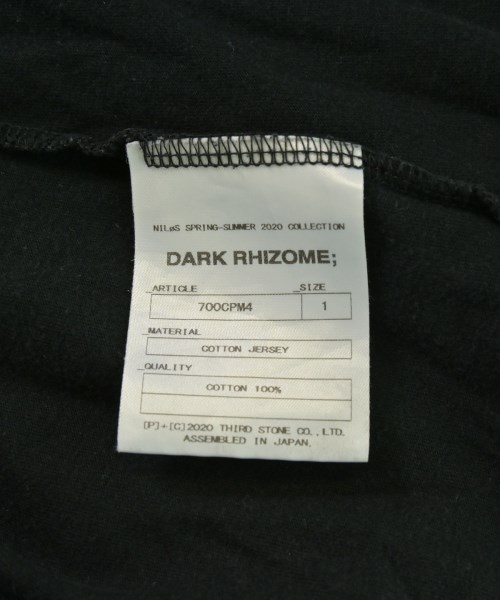 NILøS SPRING-SUMMER 2020 COLLECTION
DARK RHIZOME;
_ARTICLE _SIZE
700CPM4 1
_MATERIAL
COTTON JERSEY
_QUALITY
COTTON 100%
[P]+[C]2020 THIRD STONE CO.,LTD.
ASSEMBLED IN JAPAN.